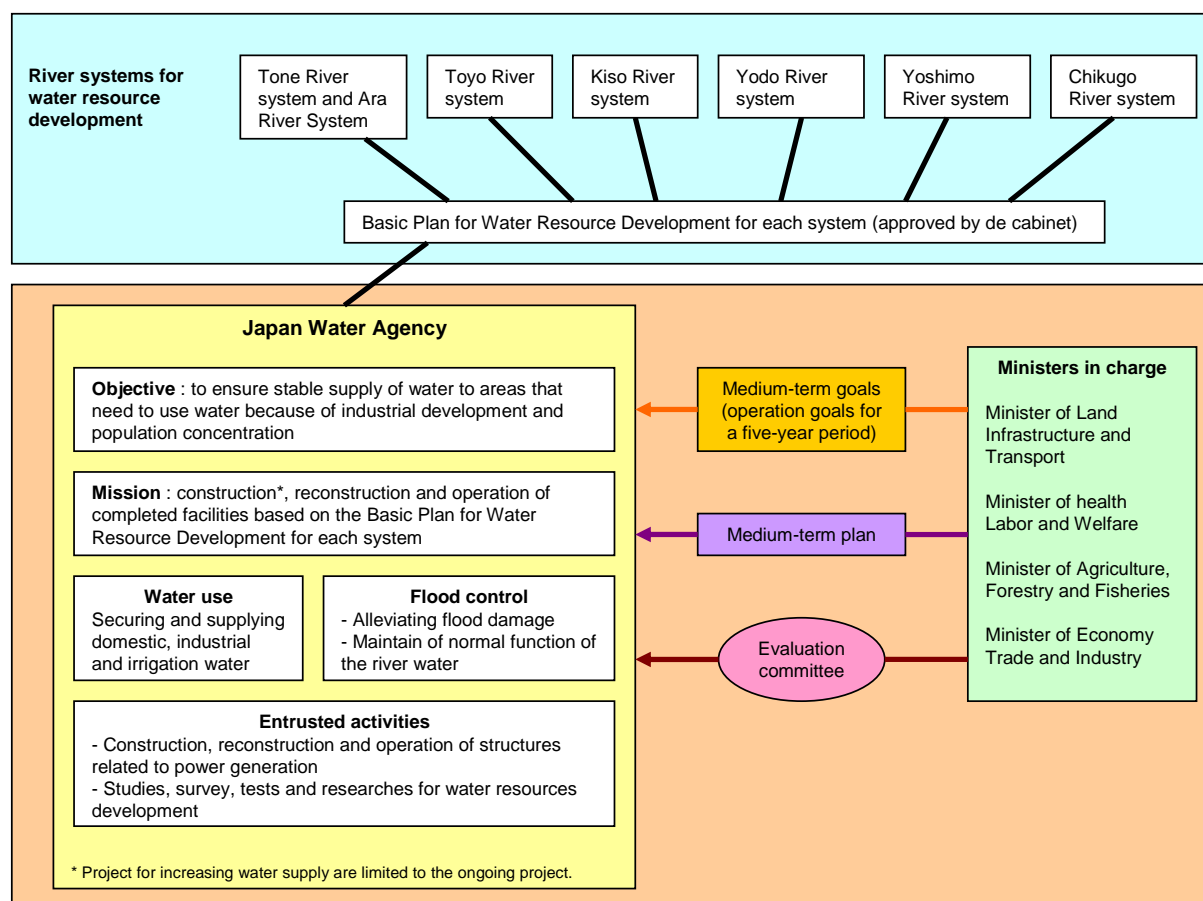 River systems for
water resource
development
Tone River
system and Ara
River System
Toyo River
system
Kiso River
system
Yodo River
system
Yoshimo
River system
Chikugo
River system
Basic Plan for Water Resource Development for each system (approved by de cabinet)
Japan Water Agency
Objective : to ensure stable supply of water to areas that
need to use water because of industrial development and
population concentration
Mission : construction*, reconstruction and operation of
completed facilities based on the Basic Plan for Water
Resource Development for each system
Water use
Securing and supplying
domestic, industrial
and irrigation water
Flood control
- Alleviating flood damage
- Maintain of normal function of
the river water
Entrusted activities
- Construction, reconstruction and operation of structures
related to power generation
- Studies, survey, tests and researches for water resources
development
* Project for increasing water supply are limited to the ongoing project.
Medium-term goals
(operation goals for
a five-year period)
Medium-term plan
Evaluation
committee
Ministers in charge
Minister of Land
Infrastructure and
Transport
Minister of health
Labor and Welfare
Minister of Agriculture,
Forestry and Fisheries
Minister of Economy
Trade and Industry